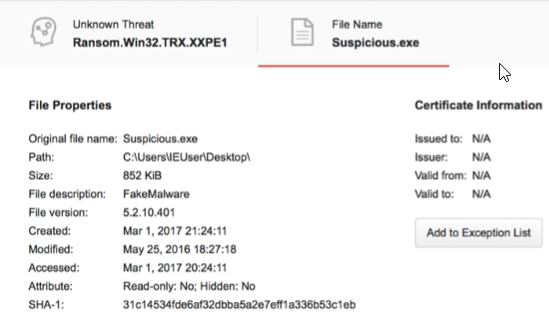 Unknown Threat
Ransom.Win32.TRX.XXPE1
File Name
Suspicious.exe
File Properties
Original file name: Suspicious.exe
Path: C:\Users\IEUser\Desktop\
Size: 852 KiB
File description: FakeMalware
File version: 5.2.10.401
Created: Mar 1, 2017 21:24:11
Modified: May 25, 2016 18:27:18
Accessed: Mar 1, 2017 20:24:11
Attribute: Read-only: No; Hidden: No
SHA-1: 31c14534fde6af32dbba5a2e7eff1a336b53c1eb
Certificate Information
Issued to: N/A
Issuer: N/A
Valid from: N/A
Valid to: N/A
Add to Exception List